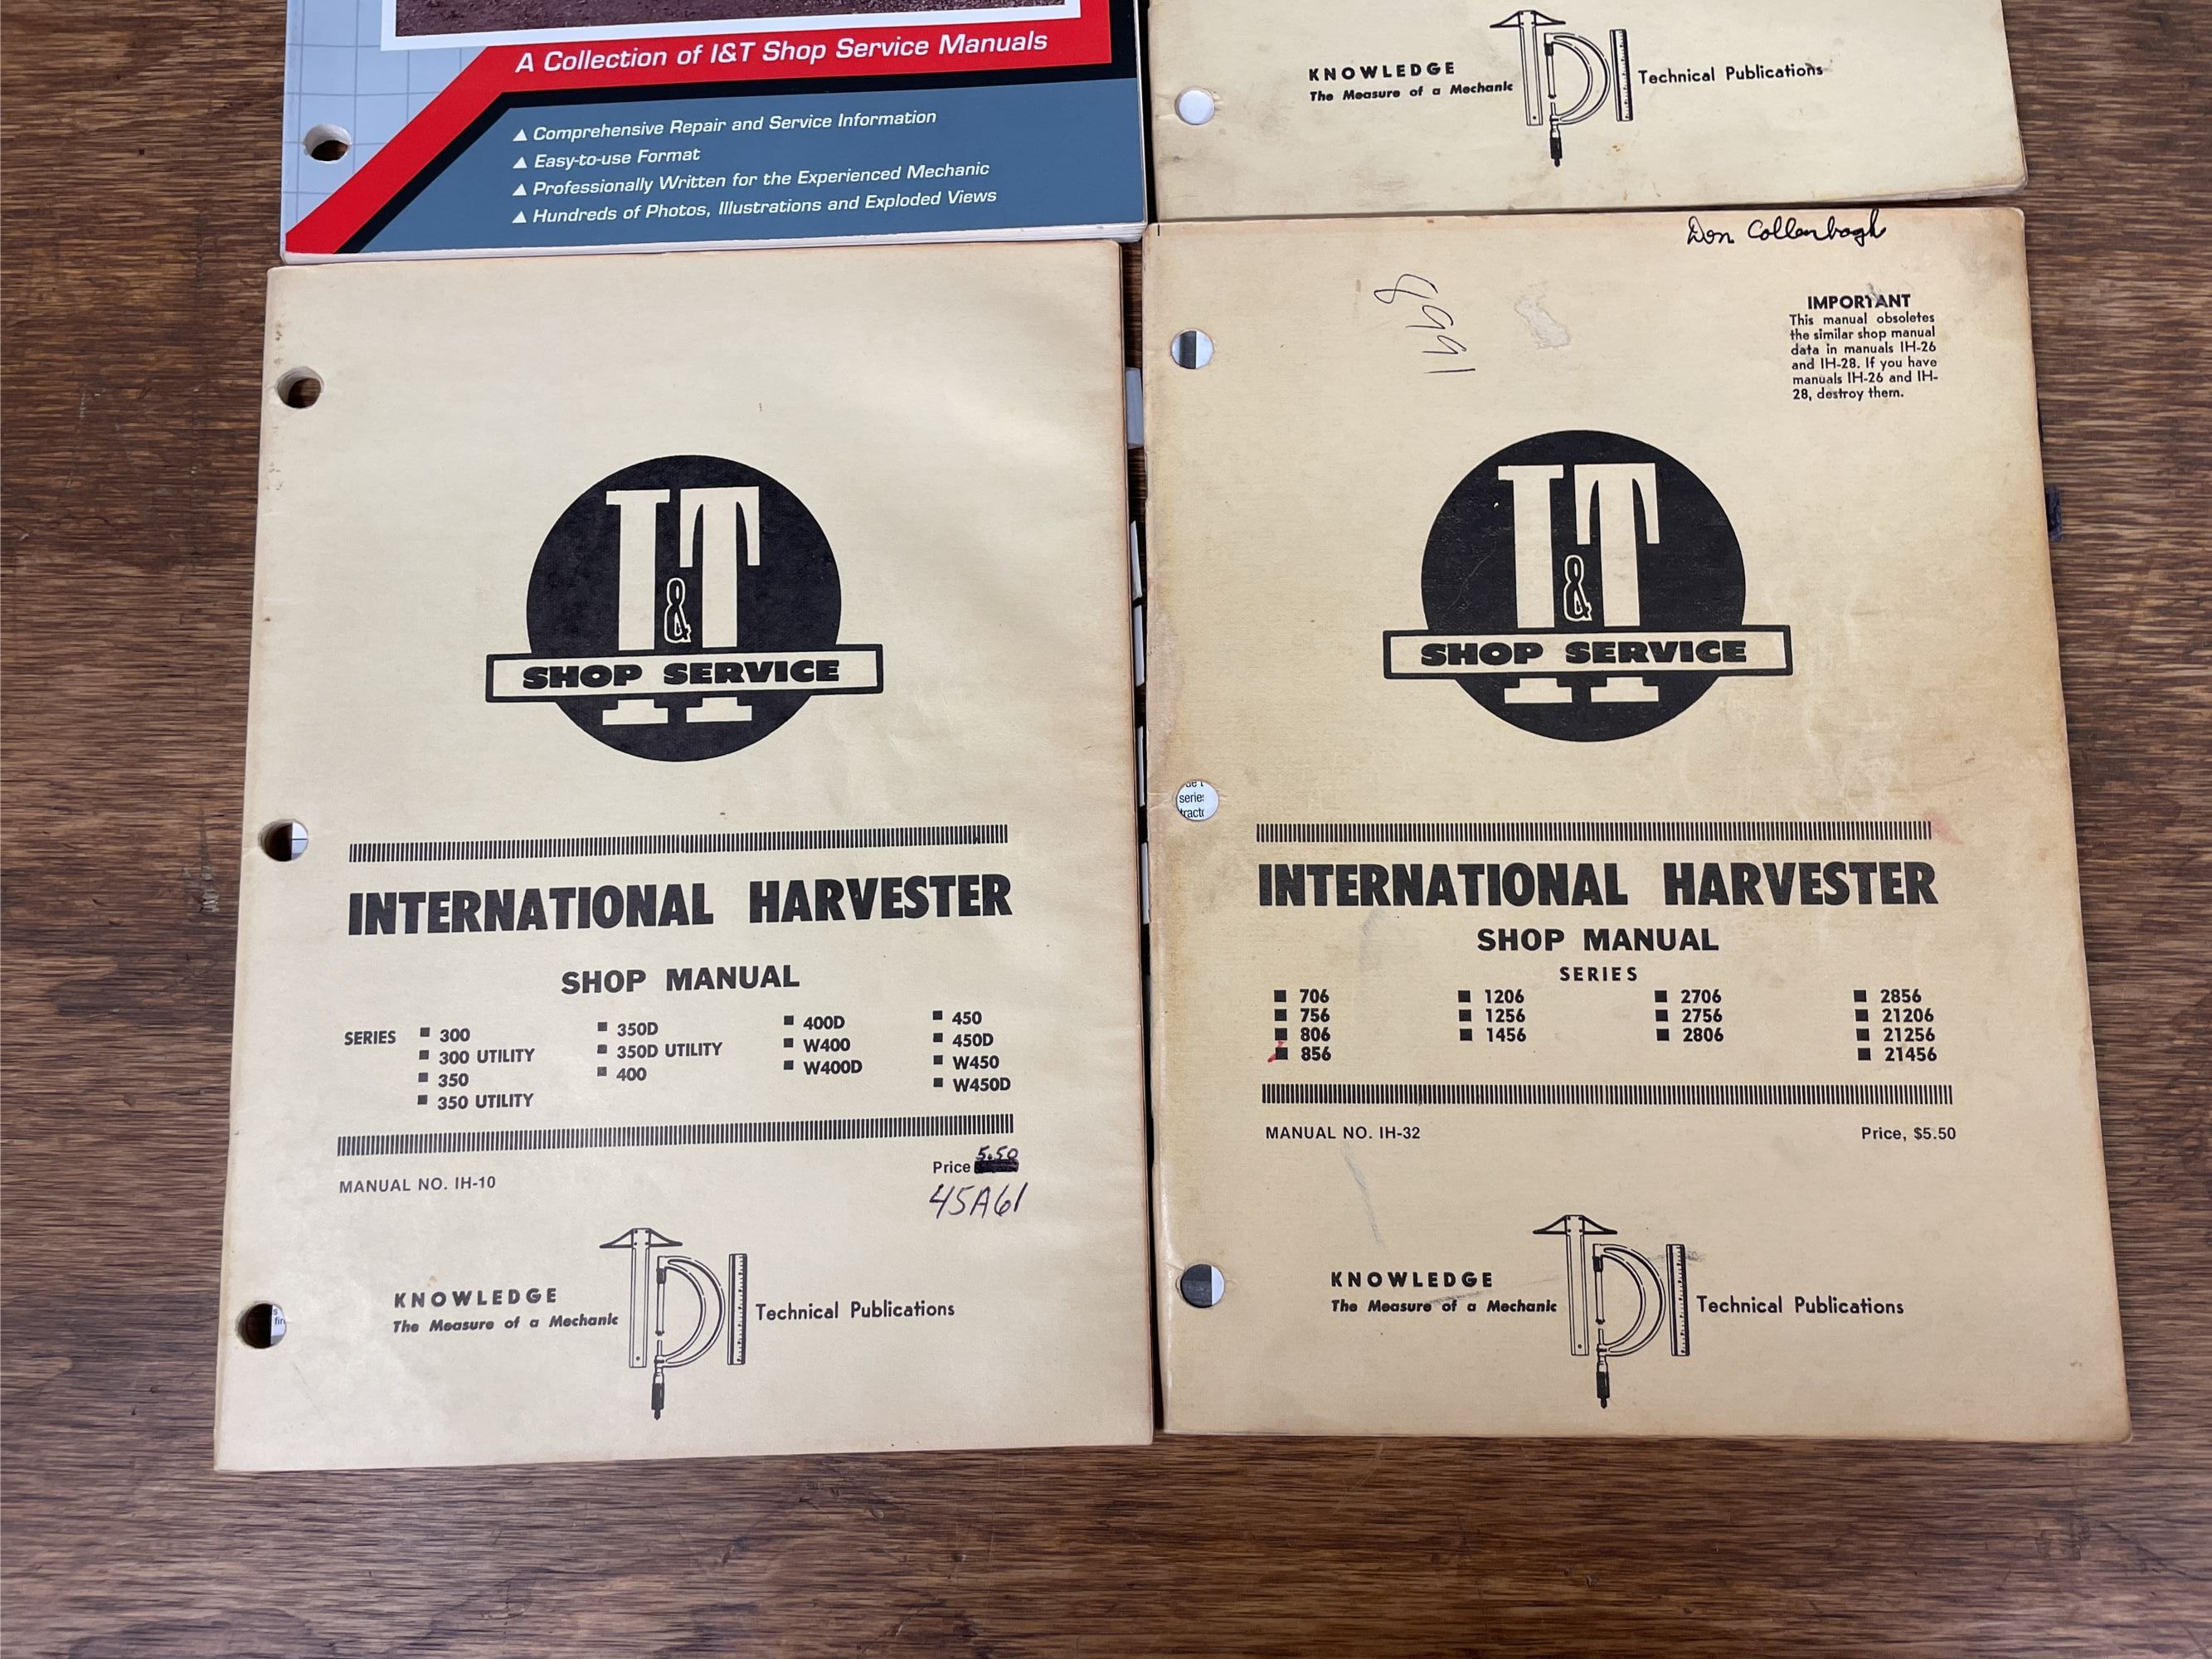 A Collection of I&T Shop Service Manuals
▲ Comprehensive Repair and Service Information
▲ Easy-to-use Format
▲ Professionally Written for the Experienced Mechanic
▲ Hundreds of Photos, Illustrations and Exploded Views
KNOWLEDGE
The Measure of a Mechanic
TPI
Technical Publications
I&T
SHOP SERVICE
INTERNATIONAL HARVESTER
SHOP MANUAL
SERIES
■ 300
■ 300 UTILITY
■ 350
■ 350 UTILITY
■ 350D
■ 350D UTILITY
■ 400
■ 400D
■ W400
■ W400D
■ 450
■ 450D
■ W450
■ W450D
MANUAL NO. IH-10
Price 5.50
45A61
KNOWLEDGE
The Measure of a Mechanic
TPI
Technical Publications
Don Collenbagh
IMPORTANT
This manual obsoletes
the similar shop manual
data in manuals IH-26
and IH-28. If you have
manuals IH-26 and IH-
28, destroy them.
I&T
SHOP SERVICE
serie
INTERNATIONAL HARVESTER
SHOP MANUAL
SERIES
■ 706
■ 756
■ 806
■ 856
■ 1206
■ 1256
■ 1456
■ 2706
■ 2756
■ 2806
■ 2856
■ 21206
■ 21256
■ 21456
MANUAL NO. IH-32
Price, $5.50
KNOWLEDGE
The Measure of a Mechanic
TPI
Technical Publications